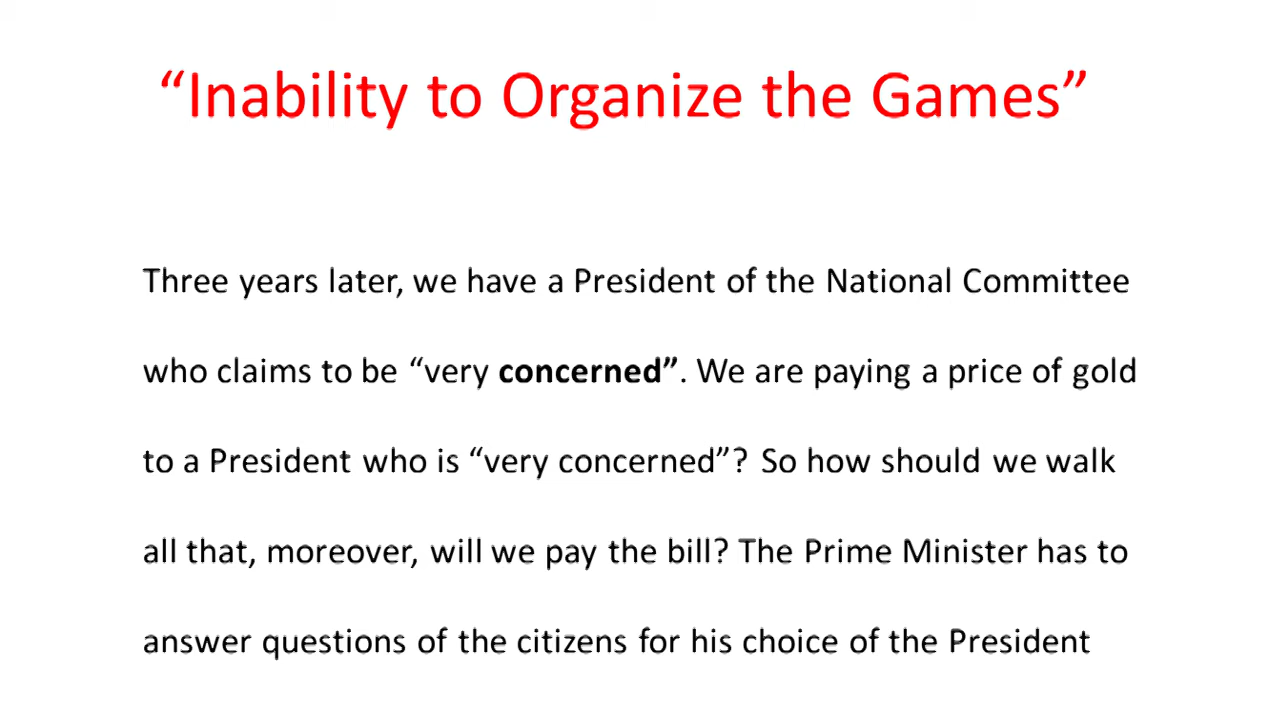 “Inability to Organize the Games”
Three years later, we have a President of the National Committee
who claims to be “very concerned”. We are paying a price of gold
to a President who is “very concerned”? So how should we walk
all that, moreover, will we pay the bill? The Prime Minister has to
answer questions of the citizens for his choice of the President